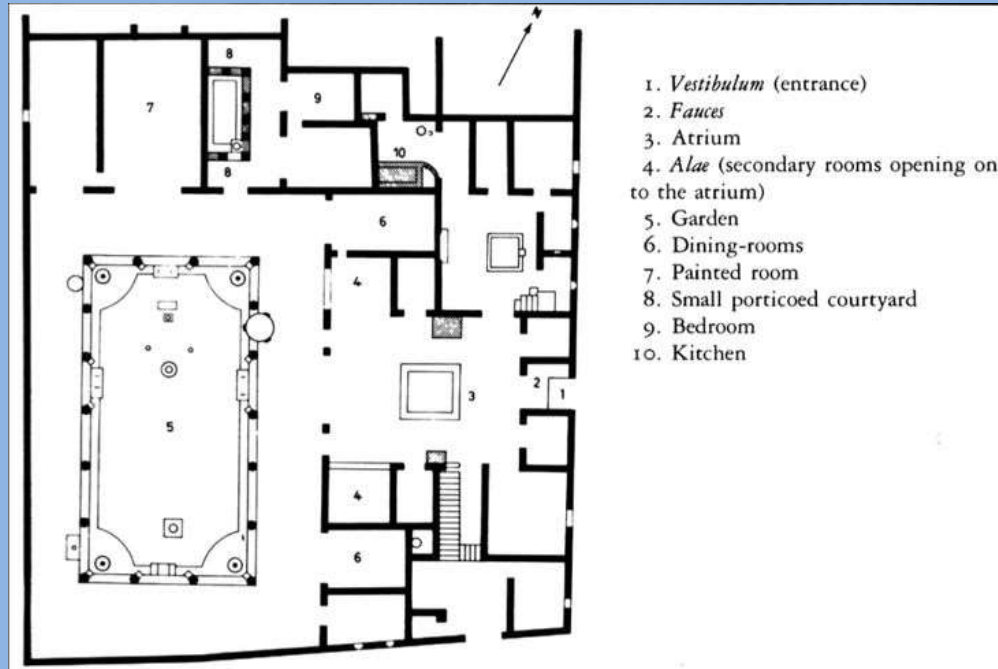 N
8
7
9
8
10
6
4
2
1
3
5
4
6
1. Vestibulum (entrance)
2. Fauces
3. Atrium
4. Alae (secondary rooms opening on
to the atrium)
5. Garden
6. Dining-rooms
7. Painted room
8. Small porticoed courtyard
9. Bedroom
10. Kitchen